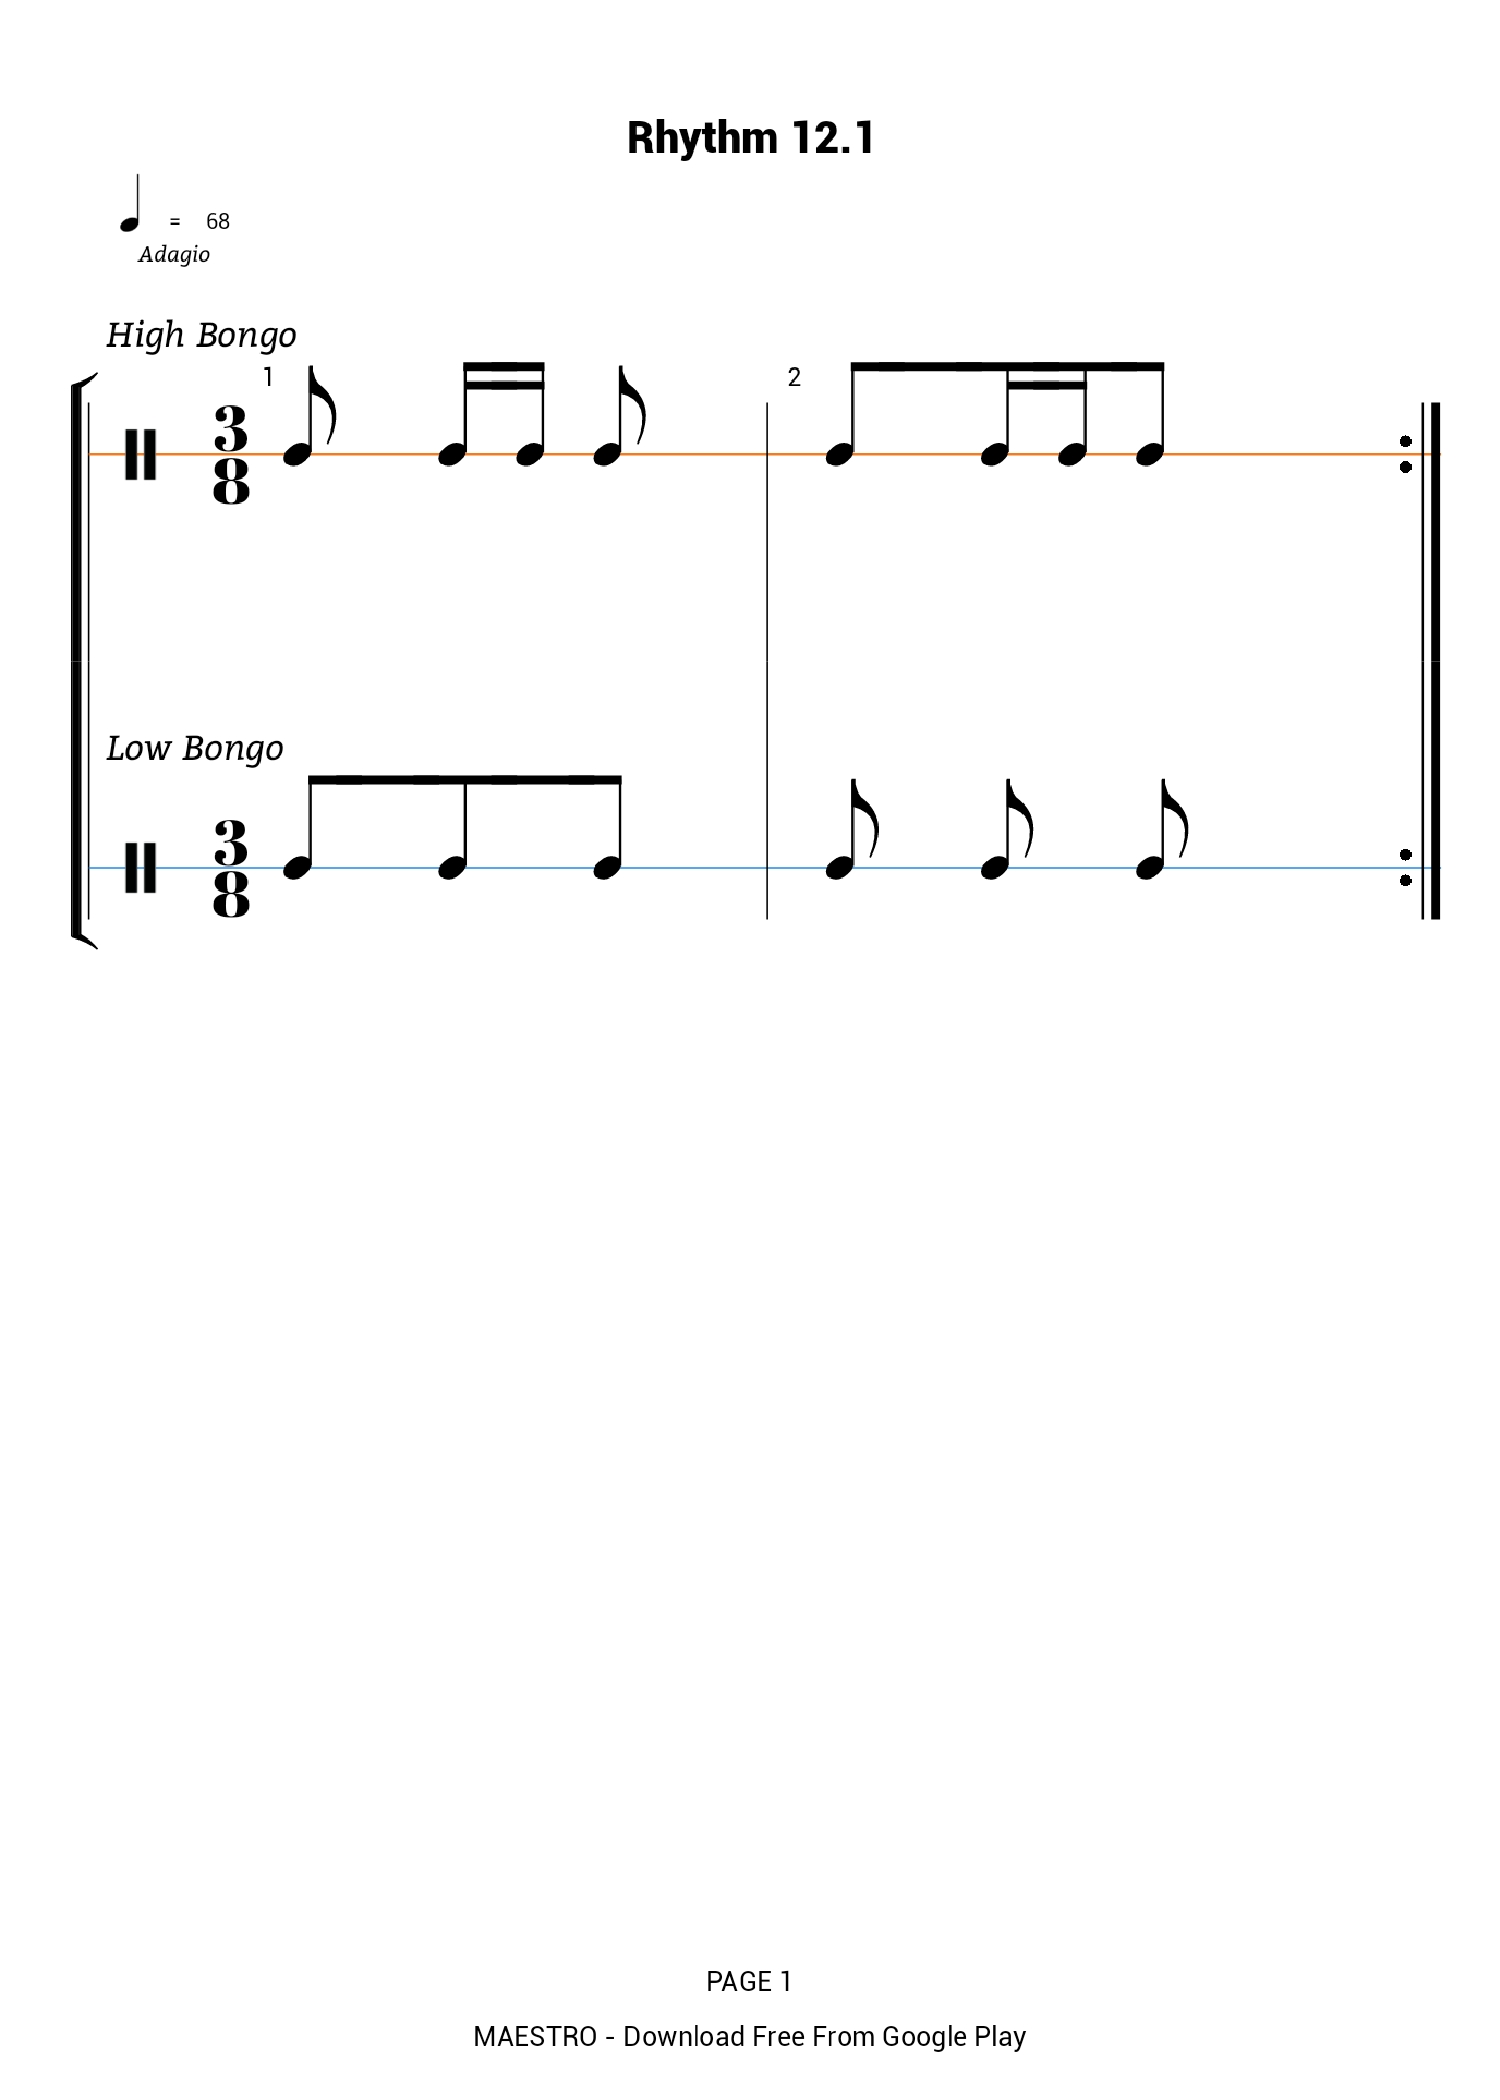 Rhythm 12.1
= 68
Adagio
High Bongo
1 2
3
8
Low Bongo
3
8
PAGE 1
MAESTRO - Download Free From Google Play